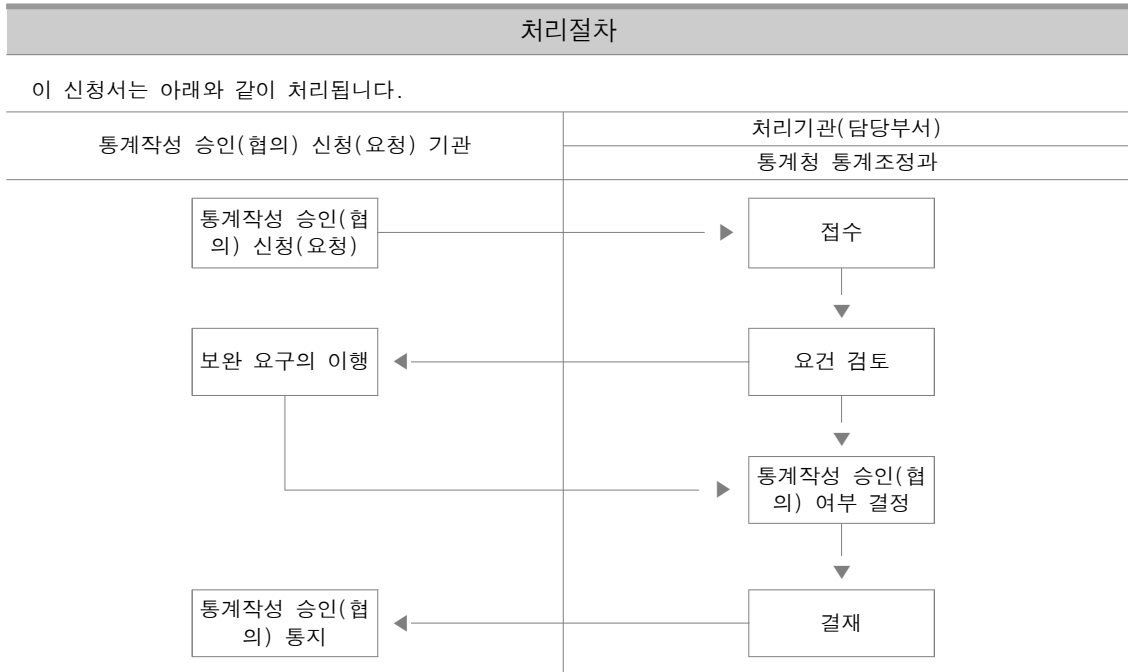 처리절차
이 신청서는 아래와 같이 처리됩니다.
통계작성 승인(협의) 신청(요청) 기관
처리기관(담당부서)
통계청 통계조정과
통계작성 승인(협
의) 신청(요청)
접수
보완 요구의 이행
요건 검토
통계작성 승인(협
의) 여부 결정
통계작성 승인(협
의) 통지
결재